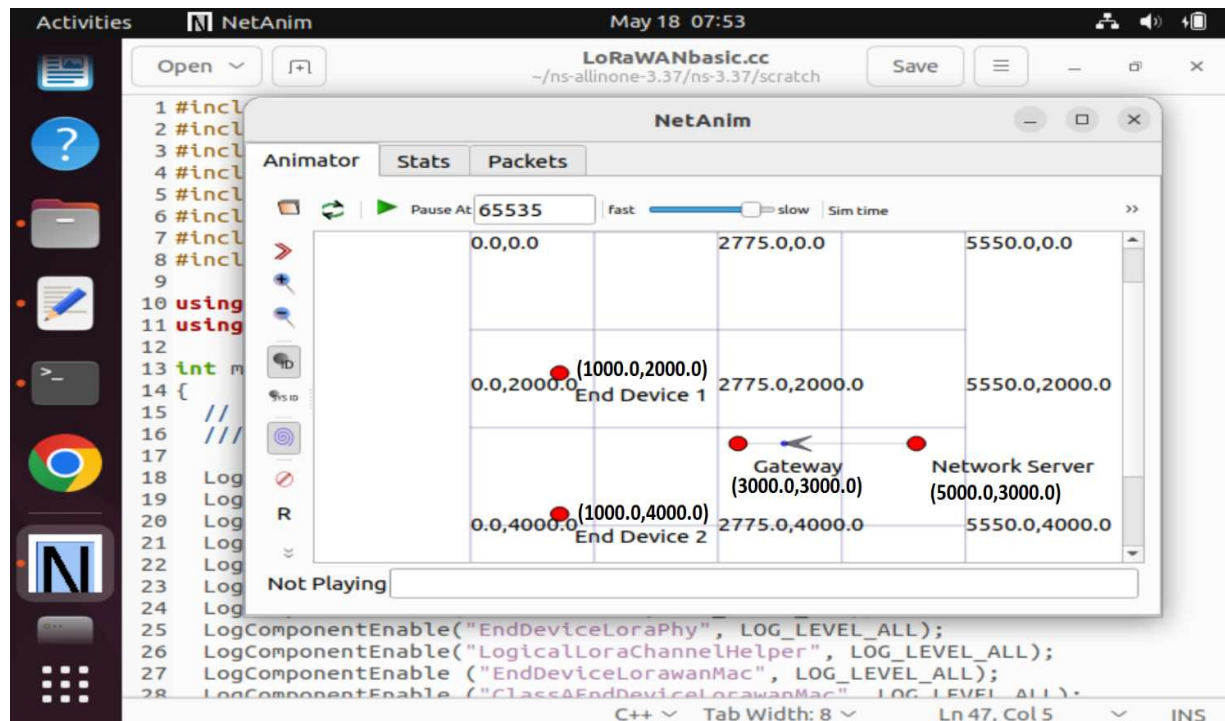 Activities NetAnim May 18 07:53
Open LoRaWANbasic.cc Save
~/ns-allinone-3.37/ns-3.37/scratch
1 #incl
2 #incl
3 #incl
4 #incl
5 #incl
6 #incl
7 #incl
8 #incl
9
10 using
11 using
12
13 int m
14 {
15 //
16 ///
17
18 Log
19 Log
20 Log
21 Log
22 Log
23 Log
24 Log
25 LogComponentEnable("EndDeviceLoraPhy", LOG_LEVEL_ALL);
26 LogComponentEnable("LogicalLoraChannelHelper", LOG_LEVEL_ALL);
27 LogComponentEnable ("EndDeviceLorawanMac", LOG_LEVEL_ALL);
28 LogComponentEnable ("ClassAEndDeviceLorawanMac", LOG_LEVEL_ALL);
C++ Tab Width: 8 Ln 47, Col 5 INS
NetAnim
Animator Stats Packets
Pause At 65535 fast slow Sim time »
ID
SYS ID
R
0.0,0.0 2775.0,0.0 5550.0,0.0
(1000.0,2000.0)
0.0,2000.0 2775.0,2000.0 5550.0,2000.0
End Device 1
Gateway Network Server
(3000.0,3000.0) (5000.0,3000.0)
(1000.0,4000.0)
0.0,4000.0 2775.0,4000.0 5550.0,4000.0
End Device 2
Not Playing